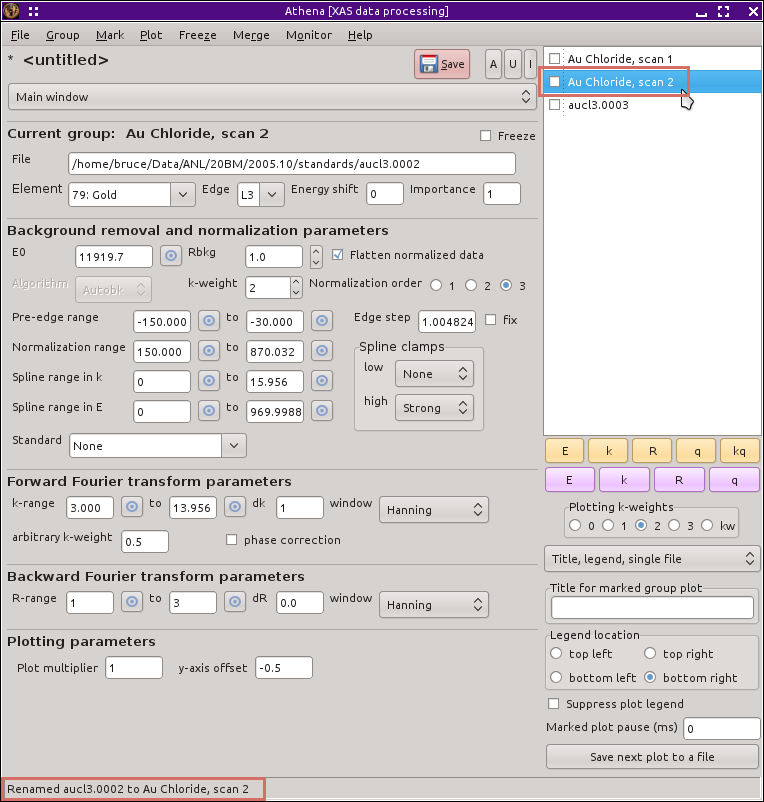 Athena [XAS data processing]
File Group Mark Plot Freeze Merge Monitor Help
* <untitled> Save A U I
Main window
Current group: Au Chloride, scan 2 Freeze
File /home/bruce/Data/ANL/20BM/2005.10/standards/aucl3.0002
Element 79: Gold Edge L3 Energy shift 0 Importance 1
Background removal and normalization parameters
E0 11919.7 Rbkg 1.0 Flatten normalized data
Algorithm Autobk k-weight 2 Normalization order 1 2 3
Pre-edge range -150.000 to -30.000 Edge step 1.004824 fix
Normalization range 150.000 to 870.032 Spline clamps
Spline range in k 0 to 15.956 low None
Spline range in E 0 to 969.9988 high Strong
Standard None
Forward Fourier transform parameters
k-range 3.000 to 13.956 dk 1 window Hanning
arbitrary k-weight 0.5 phase correction
Backward Fourier transform parameters
R-range 1 to 3 dR 0.0 window Hanning
Plotting parameters
Plot multiplier 1 y-axis offset -0.5
Au Chloride, scan 1
Au Chloride, scan 2
aucl3.0003
E k R q kq
E k R q
Plotting k-weights
0 1 2 3 kw
Title, legend, single file
Title for marked group plot
Legend location
top left top right
bottom left bottom right
Suppress plot legend
Marked plot pause (ms) 0
Save next plot to a file
Renamed aucl3.0002 to Au Chloride, scan 2